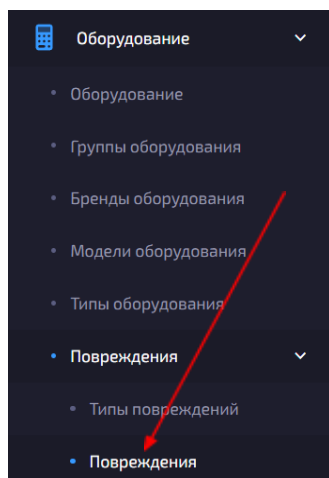 Оборудование
Оборудование
Группы оборудования
Бренды оборудования
Модели оборудования
Типы оборудования
Повреждения
Типы повреждений
Повреждения